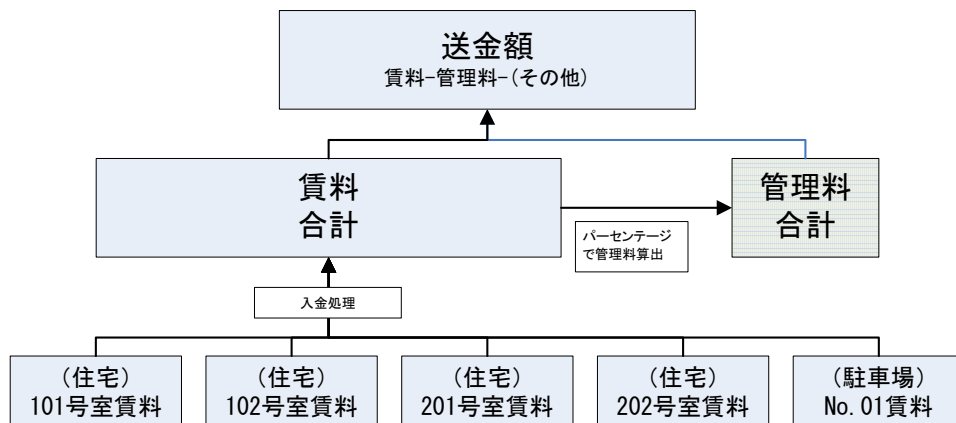 送金額
賃料-管理料-(その他)
賃料
合計
管理料
合計
パーセンテージ
で管理料算出
入金処理
(住宅)
101号室賃料
(住宅)
102号室賃料
(住宅)
201号室賃料
(住宅)
202号室賃料
(駐車場)
No.01賃料